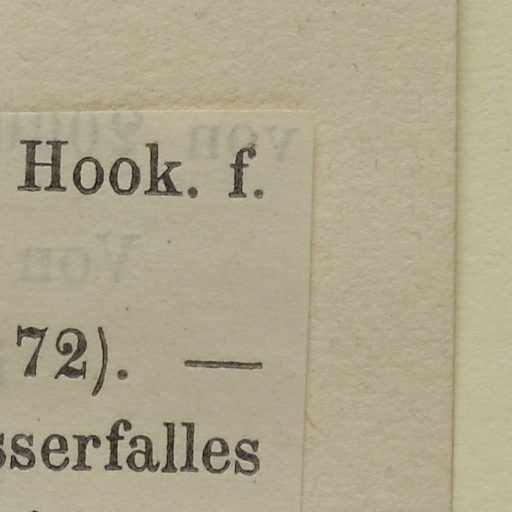 Hook. f.
72). —
sserfalles